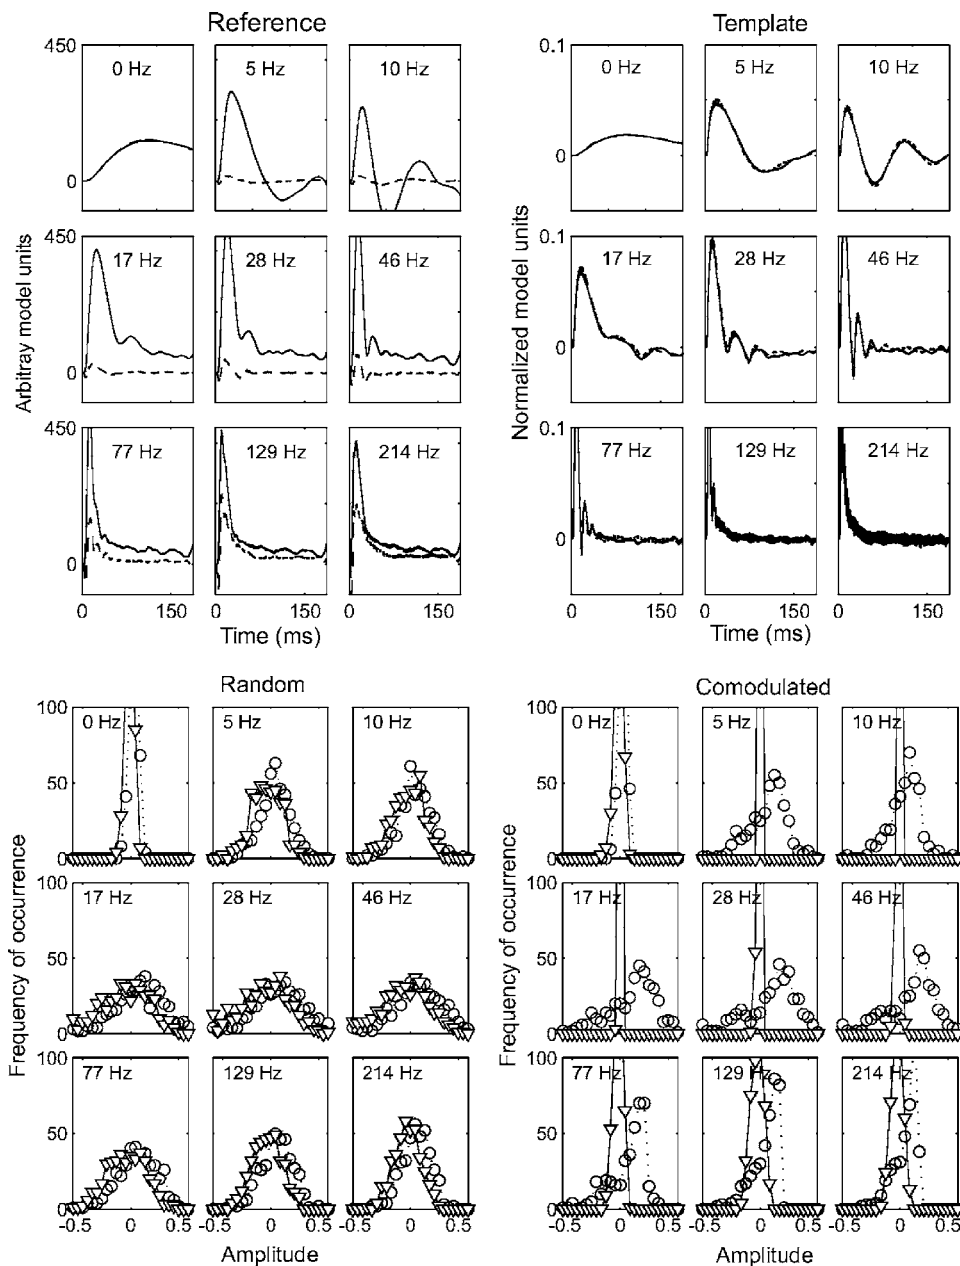 Reference
Template
450 0.1
0 Hz 5 Hz 10 Hz 0 Hz 5 Hz 10 Hz
0 0
450 0.1
17 Hz 28 Hz 46 Hz 17 Hz 28 Hz 46 Hz
0 0
450 0.1
77 Hz 129 Hz 214 Hz 77 Hz 129 Hz 214 Hz
0 0
0 150 0 150 0 150 0 150 0 150 0 150
Arbitray model units
Normalized model units
Time (ms)
Time (ms)
Random
Comodulated
100 100
0 Hz 5 Hz 10 Hz 0 Hz 5 Hz 10 Hz
50 50
0 0
100 100
17 Hz 28 Hz 46 Hz 17 Hz 28 Hz 46 Hz
50 50
0 0
100 100
77 Hz 129 Hz 214 Hz 77 Hz 129 Hz 214 Hz
50 50
0 0
-0.5 0 0.5 0 0.5 0 0.5 -0.5 0 0.5 0 0.5 0 0.5
Frequency of occurrence
Frequency of occurrence
Amplitude
Amplitude